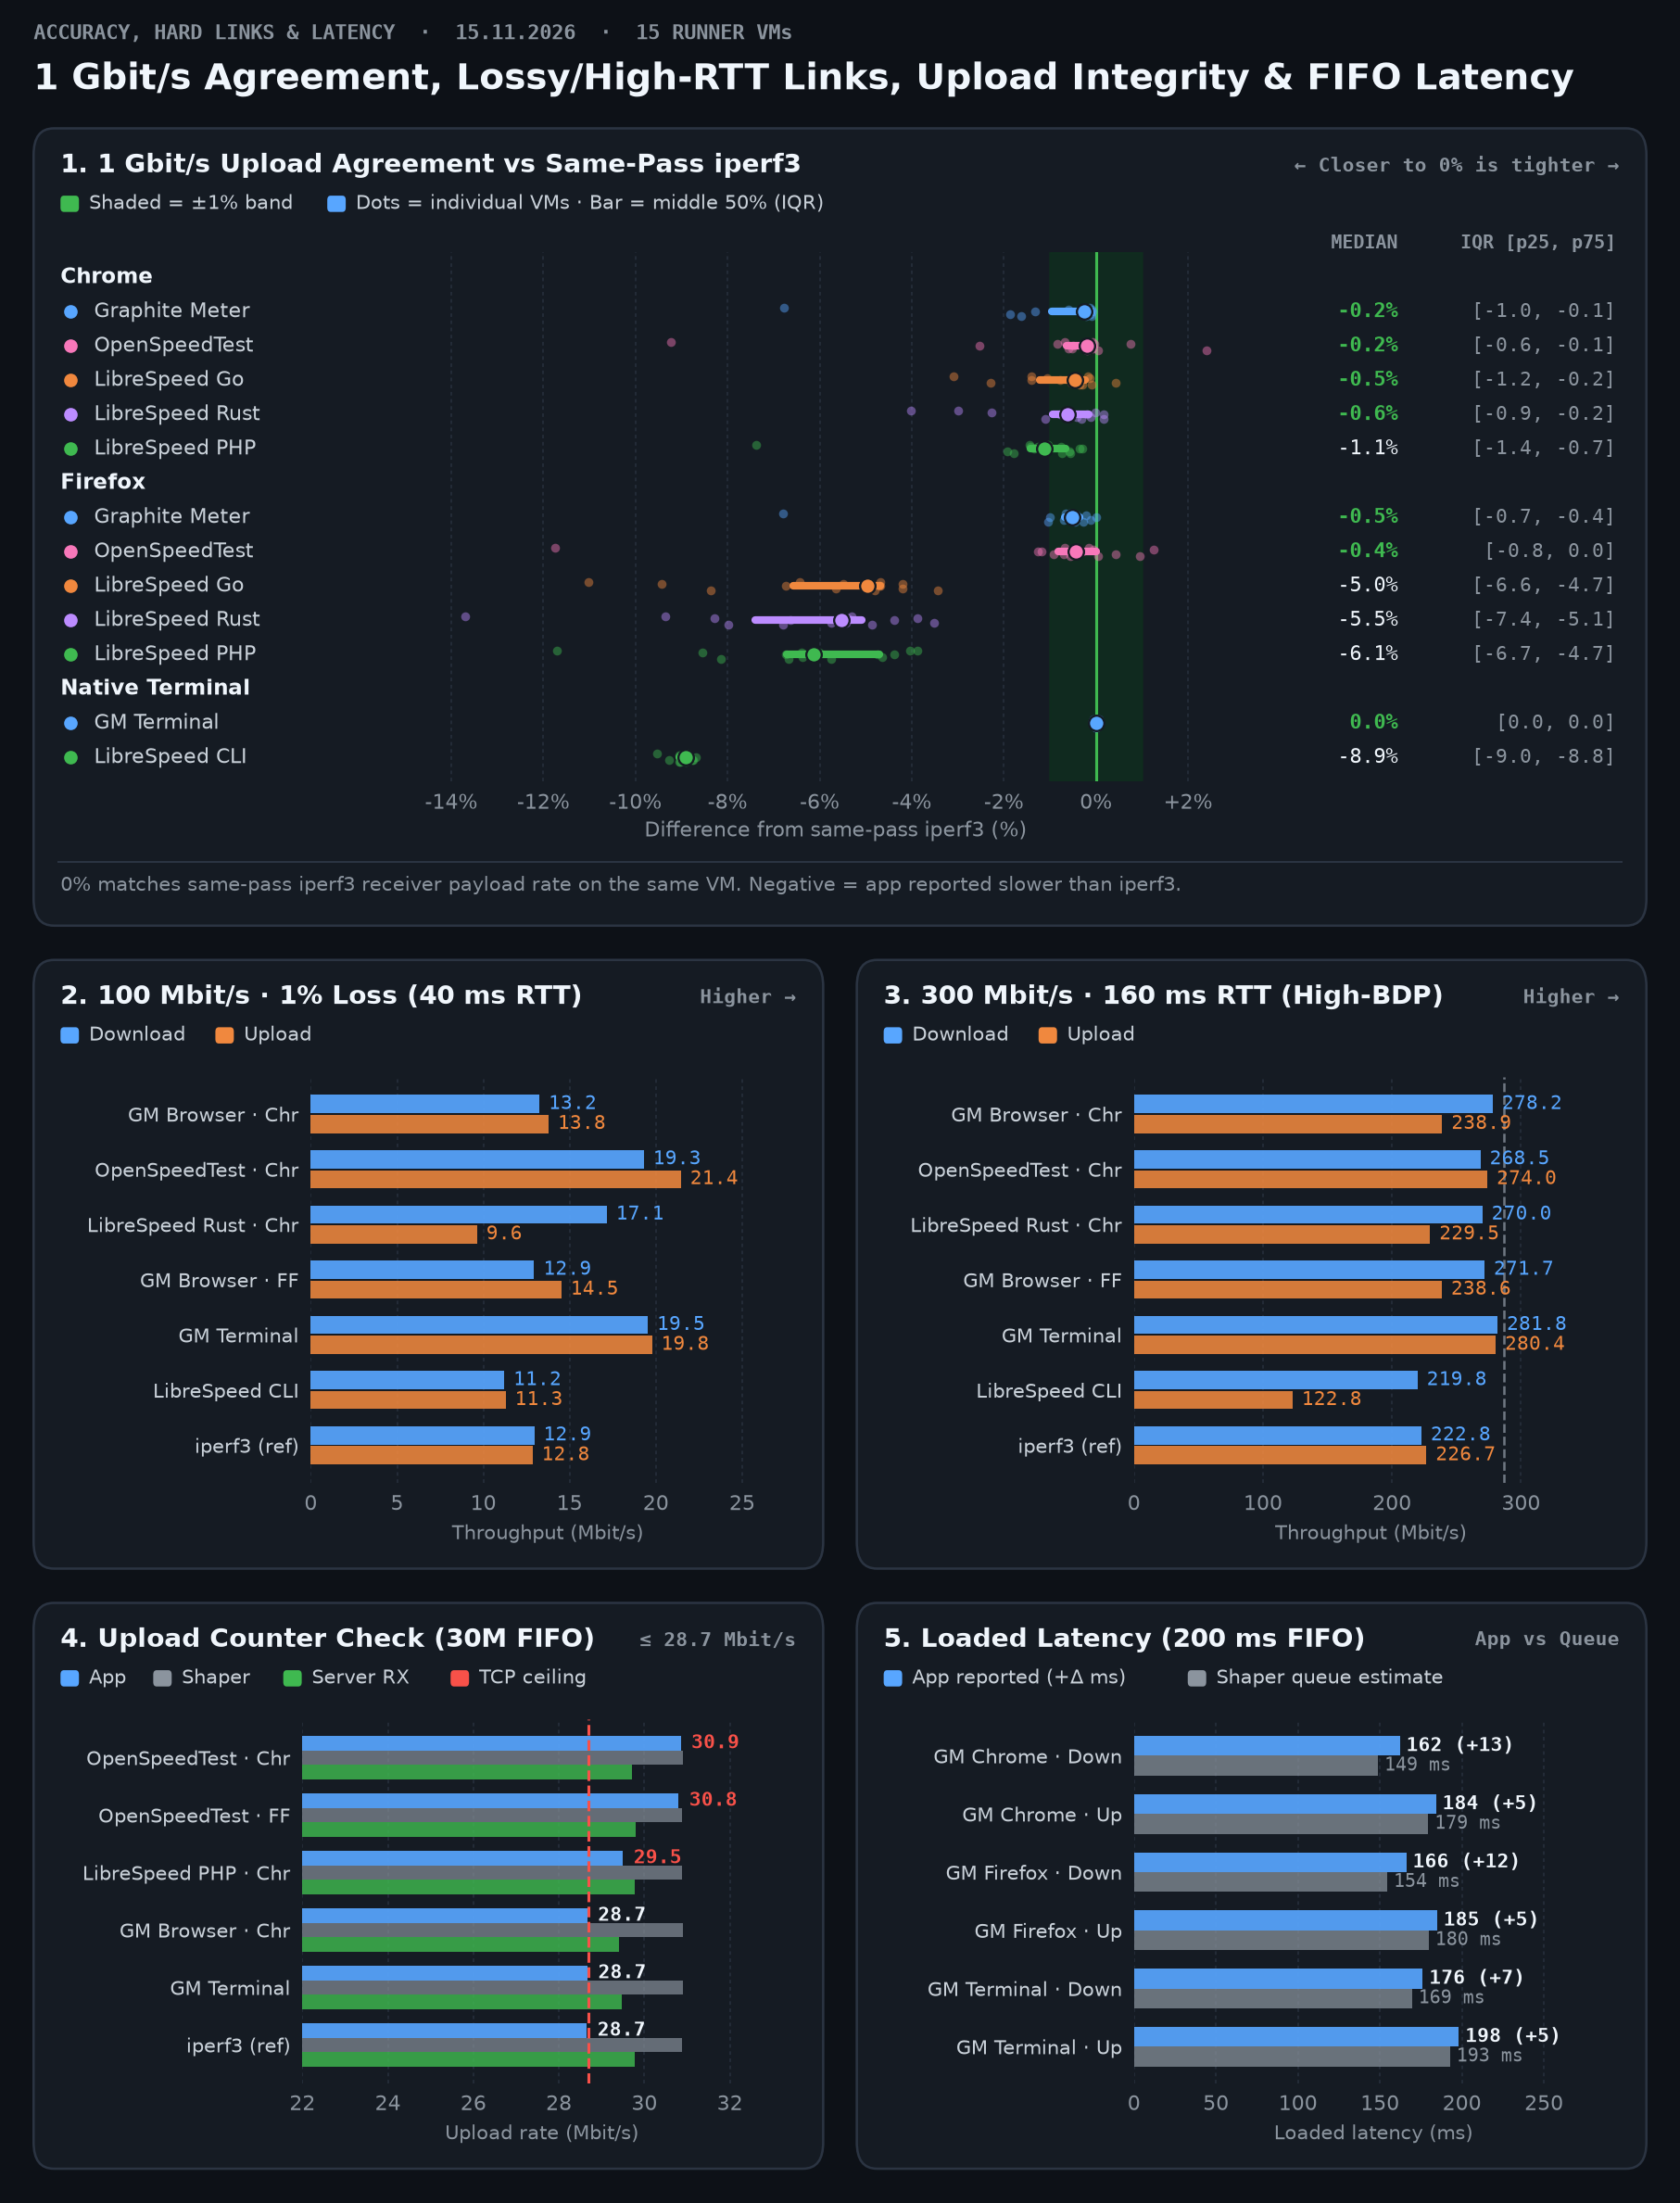 ACCURACY, HARD LINKS & LATENCY · 15.11.2026 · 15 RUNNER VMs
1 Gbit/s Agreement, Lossy/High-RTT Links, Upload Integrity & FIFO Latency
1. 1 Gbit/s Upload Agreement vs Same-Pass iperf3
← Closer to 0% is tighter →
Shaded = ±1% band
Dots = individual VMs · Bar = middle 50% (IQR)
MEDIAN IQR [p25, p75]
Chrome
Graphite Meter -0.2% [-1.0, -0.1]
OpenSpeedTest -0.2% [-0.6, -0.1]
LibreSpeed Go -0.5% [-1.2, -0.2]
LibreSpeed Rust -0.6% [-0.9, -0.2]
LibreSpeed PHP -1.1% [-1.4, -0.7]
Firefox
Graphite Meter -0.5% [-0.7, -0.4]
OpenSpeedTest -0.4% [-0.8, 0.0]
LibreSpeed Go -5.0% [-6.6, -4.7]
LibreSpeed Rust -5.5% [-7.4, -5.1]
LibreSpeed PHP -6.1% [-6.7, -4.7]
Native Terminal
GM Terminal 0.0% [0.0, 0.0]
LibreSpeed CLI -8.9% [-9.0, -8.8]
-14% -12% -10% -8% -6% -4% -2% 0% +2%
Difference from same-pass iperf3 (%)
0% matches same-pass iperf3 receiver payload rate on the same VM. Negative = app reported slower than iperf3.
2. 100 Mbit/s · 1% Loss (40 ms RTT)
Higher →
Download Upload
GM Browser · Chr 13.2
13.8
OpenSpeedTest · Chr 19.3
21.4
LibreSpeed Rust · Chr 17.1
9.6
GM Browser · FF 12.9
14.5
GM Terminal 19.5
19.8
LibreSpeed CLI 11.2
11.3
iperf3 (ref) 12.9
12.8
0 5 10 15 20 25
Throughput (Mbit/s)
3. 300 Mbit/s · 160 ms RTT (High-BDP)
Higher →
Download Upload
GM Browser · Chr 278.2
238.9
OpenSpeedTest · Chr 268.5
274.0
LibreSpeed Rust · Chr 270.0
229.5
GM Browser · FF 271.7
238.6
GM Terminal 281.8
280.4
LibreSpeed CLI 219.8
122.8
iperf3 (ref) 222.8
226.7
0 100 200 300
Throughput (Mbit/s)
4. Upload Counter Check (30M FIFO)
≤ 28.7 Mbit/s
App Shaper Server RX TCP ceiling
OpenSpeedTest · Chr 30.9
OpenSpeedTest · FF 30.8
LibreSpeed PHP · Chr 29.5
GM Browser · Chr 28.7
GM Terminal 28.7
iperf3 (ref) 28.7
22 24 26 28 30 32
Upload rate (Mbit/s)
5. Loaded Latency (200 ms FIFO)
App vs Queue
App reported (+Δ ms) Shaper queue estimate
GM Chrome · Down 162 (+13)
149 ms
GM Chrome · Up 184 (+5)
179 ms
GM Firefox · Down 166 (+12)
154 ms
GM Firefox · Up 185 (+5)
180 ms
GM Terminal · Down 176 (+7)
169 ms
GM Terminal · Up 198 (+5)
193 ms
0 50 100 150 200 250
Loaded latency (ms)